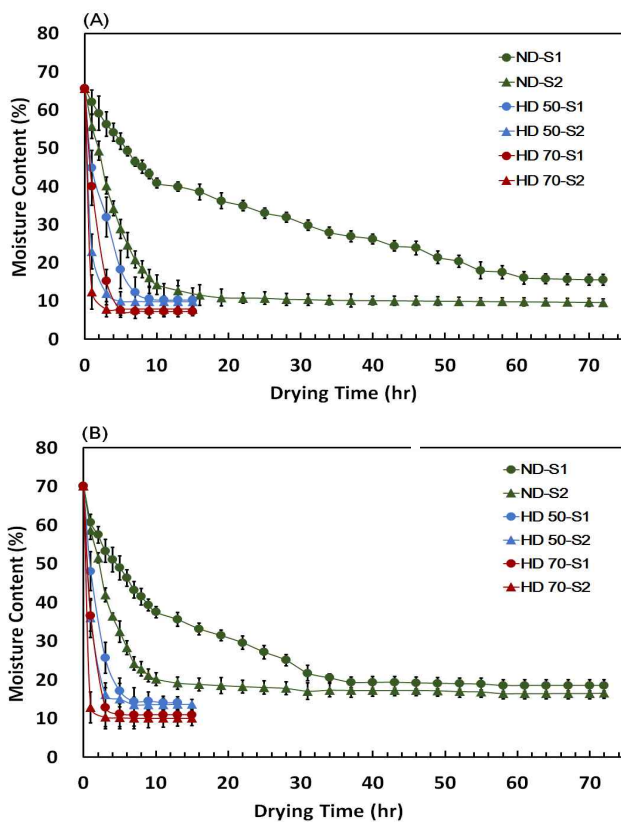 (A)
80
70
60
50
40
30
20
10
0
Moisture Content (%)
ND-S1
ND-S2
HD 50-S1
HD 50-S2
HD 70-S1
HD 70-S2
0 10 20 30 40 50 60 70
Drying Time (hr)
(B)
80
70
60
50
40
30
20
10
0
Moisture Content (%)
ND-S1
ND-S2
HD 50-S1
HD 50-S2
HD 70-S1
HD 70-S2
0 10 20 30 40 50 60 70
Drying Time (hr)